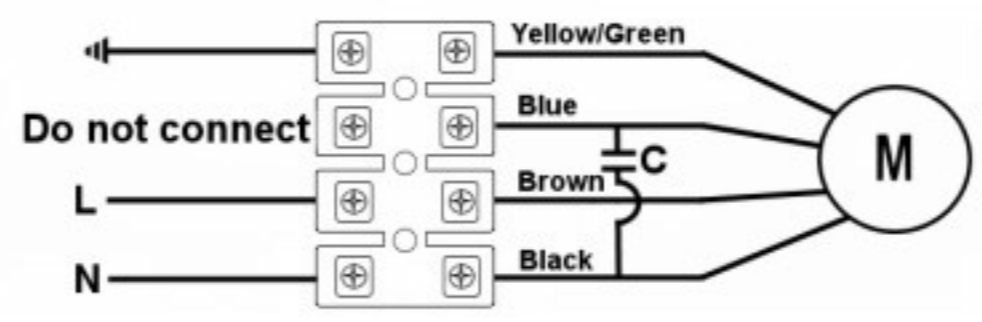 Yellow/Green
Blue
Do not connect
C
M
Brown
L
Black
N